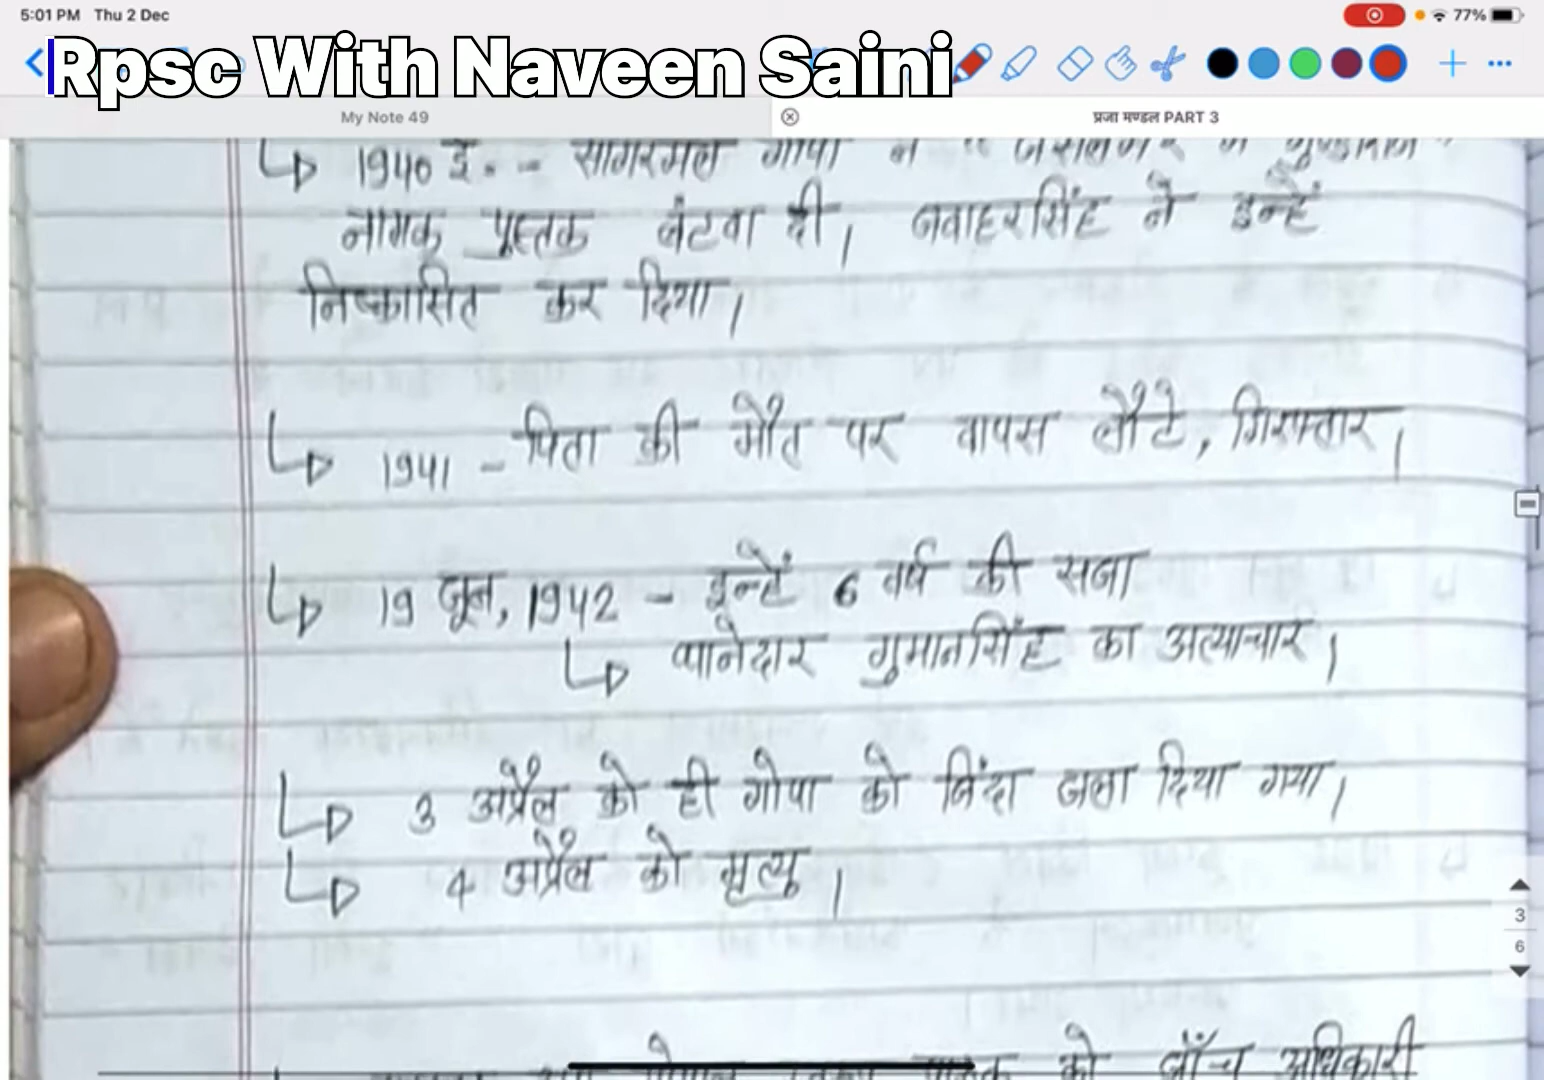 5:01 PM Thu 2 Dec
77%
Rpsc With Naveen Saini
My Note 49
प्रजा मण्डल PART 3
1940 ई. - सागरमल गोपा ने "जैसलमेर में गुण्डाराज"
नामक पुस्तक बंटवा दी, जवाहरसिंह ने इन्हें
निष्कासित कर दिया।
1941 - पिता की मौत पर वापस लौटे, गिरफ्तार।
19 जून, 1942 - इन्हें 6 वर्ष की सजा
थानेदार गुमानसिंह का अत्याचार।
3 अप्रैल को ही गोपा को जिंदा जला दिया गया।
4 अप्रैल को मृत्यु।
3
6
गोपाल पाठक को जाँच अधिकारी